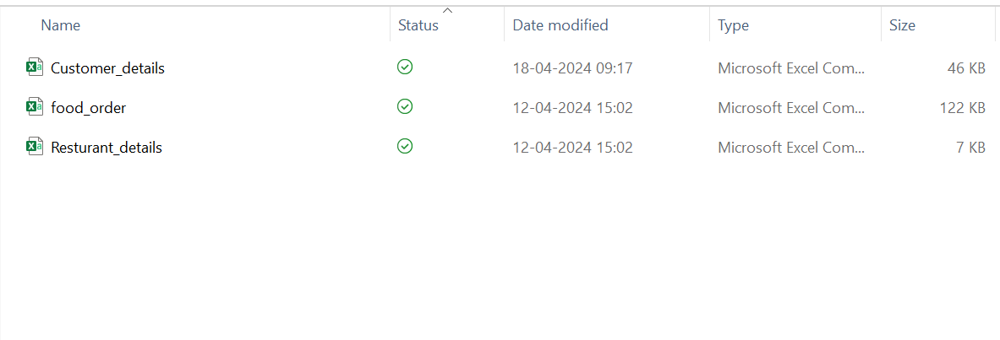 Name Status Date modified Type Size
Customer_details 18-04-2024 09:17 Microsoft Excel Com... 46 KB
food_order 12-04-2024 15:02 Microsoft Excel Com... 122 KB
Resturant_details 12-04-2024 15:02 Microsoft Excel Com... 7 KB